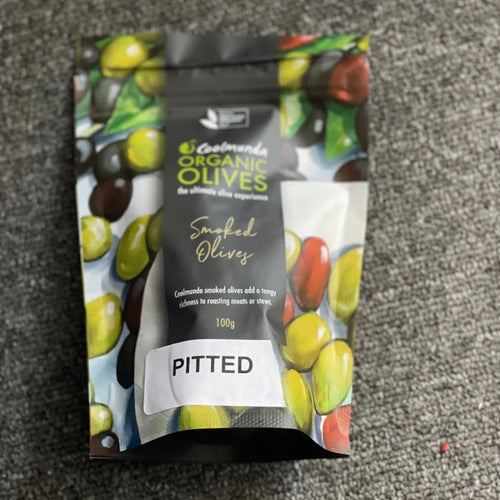 Coolmunda
ORGANIC
OLIVES
the ultimate olive experience
Smoked
Olives
Coolmunda smoked olives add a tangy
richness to roasting meats or stews.
100g
PITTED